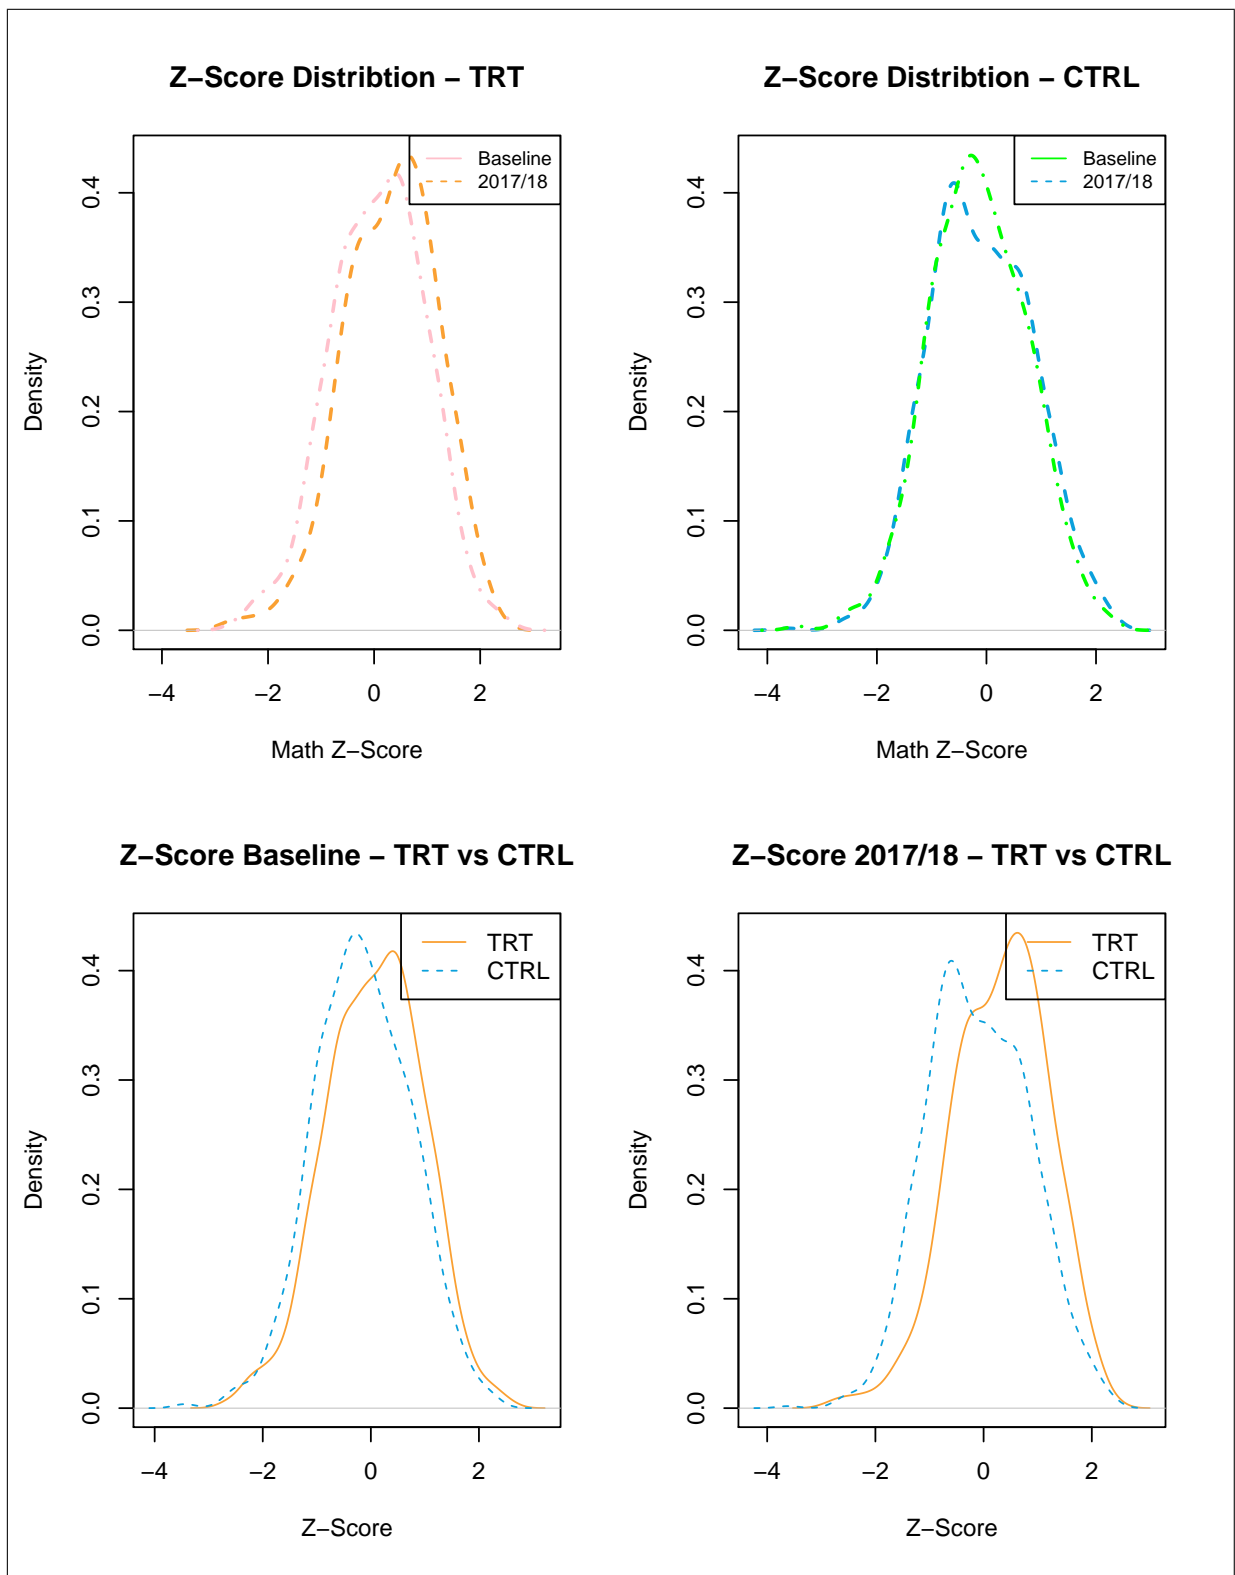 Z−Score Distribtion − TRT
Density
0.0 0.1 0.2 0.3 0.4
Baseline
2017/18
−4 −2 0 2
Math Z−Score
Z−Score Distribtion − CTRL
Density
0.0 0.1 0.2 0.3 0.4
Baseline
2017/18
−4 −2 0 2
Math Z−Score
Z−Score Baseline − TRT vs CTRL
Density
0.0 0.1 0.2 0.3 0.4
TRT
CTRL
−4 −2 0 2
Z−Score
Z−Score 2017/18 − TRT vs CTRL
Density
0.0 0.1 0.2 0.3 0.4
TRT
CTRL
−4 −2 0 2
Z−Score